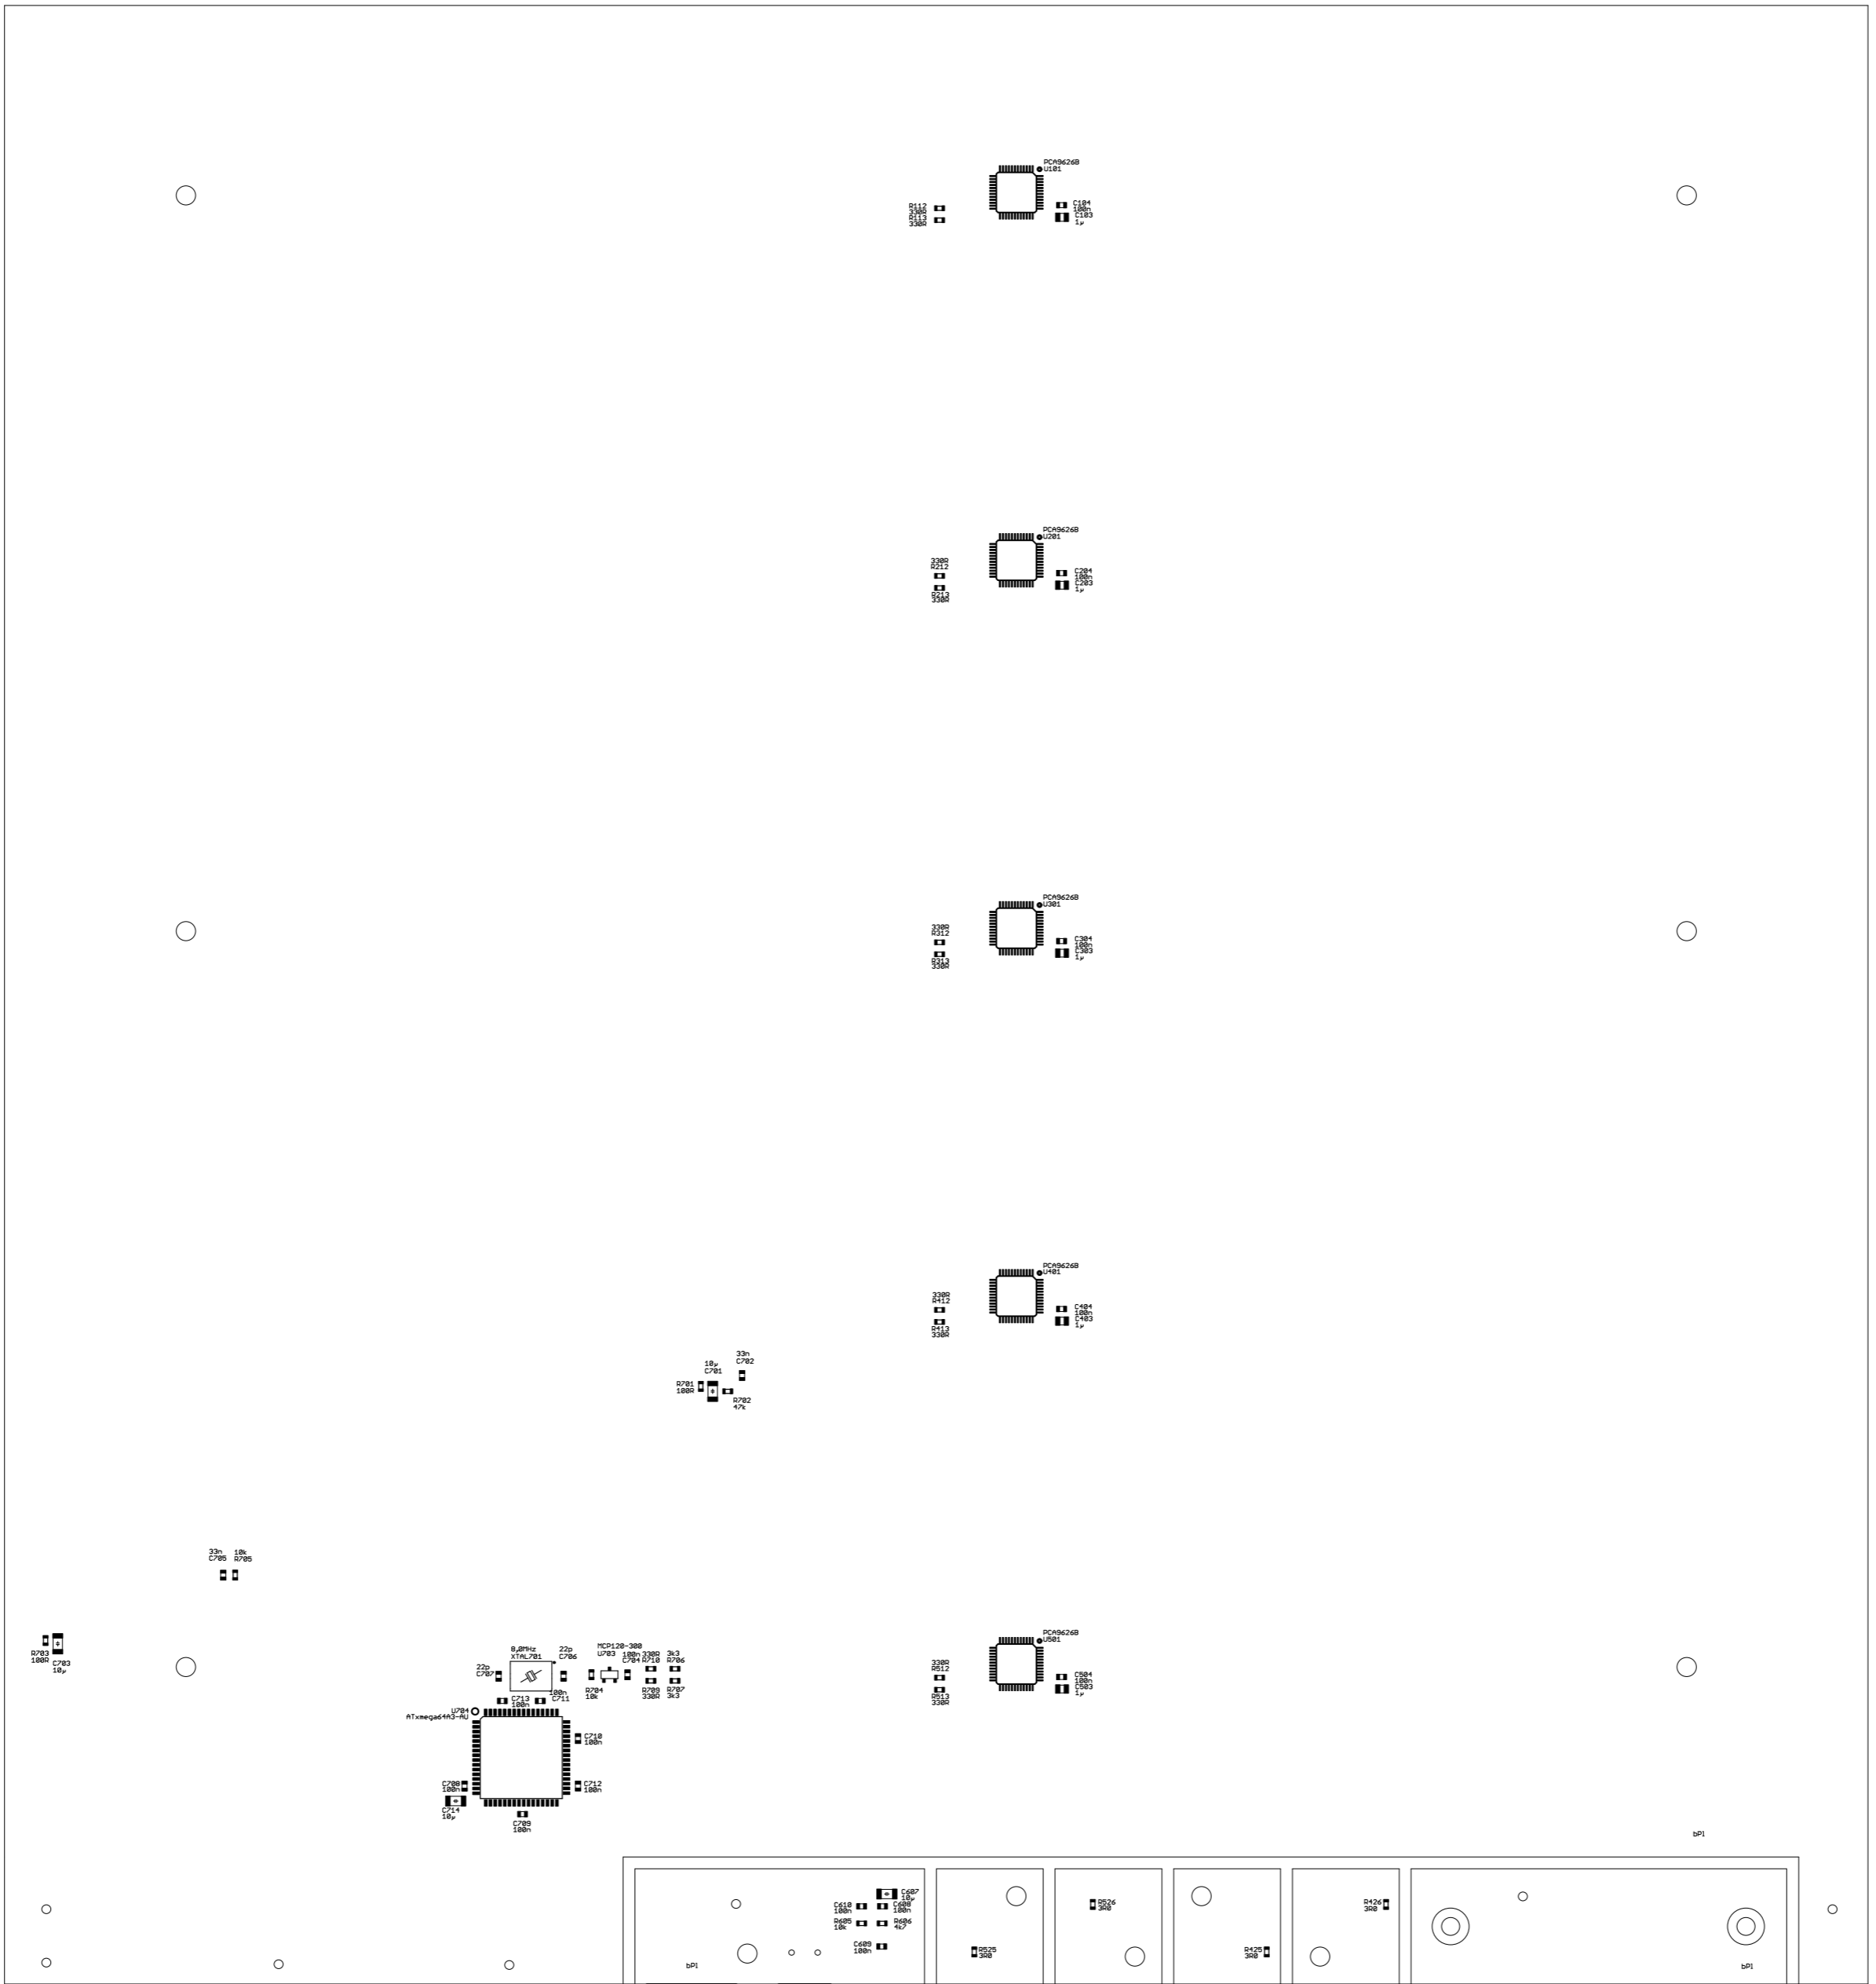 PCA9626B
U101
R112
330R
R113
330R
C104
100n
C103
1µ
PCA9626B
U201
330R
R212
R213
330R
C204
100n
C203
1µ
PCA9626B
U301
330R
R312
R313
330R
C304
100n
C303
1µ
PCA9626B
U401
330R
R412
R413
330R
C404
100n
C403
1µ
33n
C702
10µ
C701
R701
100R
R702
47k
33n
C705
10k
R705
R703
100R
C703
10µ
8,0MHz
XTAL701
22p
C706
22p
C707
MCP120-300
U703
100n
C704
330R
R710
3k3
R706
R704
10k
R709
330R
R707
3k3
100n
C711
C713
100n
U704
ATxmega64A3-AU
C710
100n
C708
100n
C712
100n
C714
10µ
C709
100n
PCA9626B
U501
330R
R512
R513
330R
C504
100n
C503
1µ
bP1
C607
10µ
C610
100n
C608
100n
R605
10k
R606
4k7
C609
100n
bP1
R525
3R0
R526
3R0
R425
3R0
R426
3R0
bP1